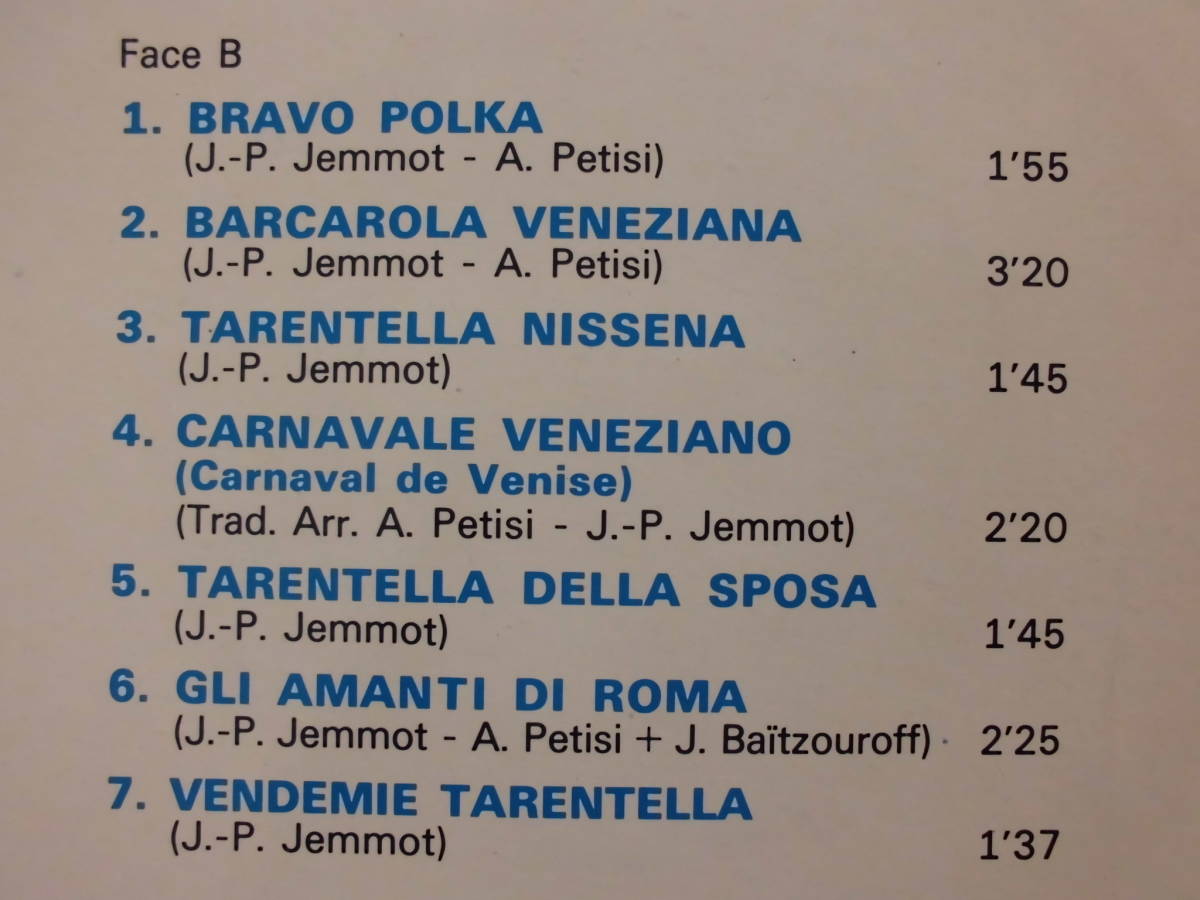 Face B
1. BRAVO POLKA
(J.-P. Jemmot - A. Petisi) 1'55
2. BARCAROLA VENEZIANA
(J.-P. Jemmot - A. Petisi) 3'20
3. TARENTELLA NISSENA
(J.-P. Jemmot) 1'45
4. CARNAVALE VENEZIANO
(Carnaval de Venise)
(Trad. Arr. A. Petisi - J.-P. Jemmot) 2'20
5. TARENTELLA DELLA SPOSA
(J.-P. Jemmot) 1'45
6. GLI AMANTI DI ROMA
(J.-P. Jemmot - A. Petisi + J. Baïtzouroff) 2'25
7. VENDEMIE TARENTELLA
(J.-P. Jemmot) 1'37